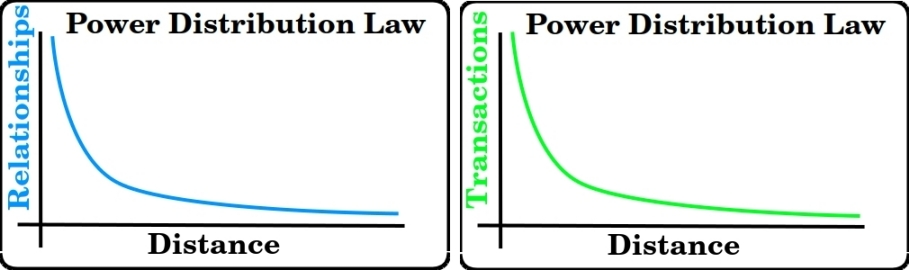 Power Distribution Law
Relationships
Distance
Power Distribution Law
Transactions
Distance